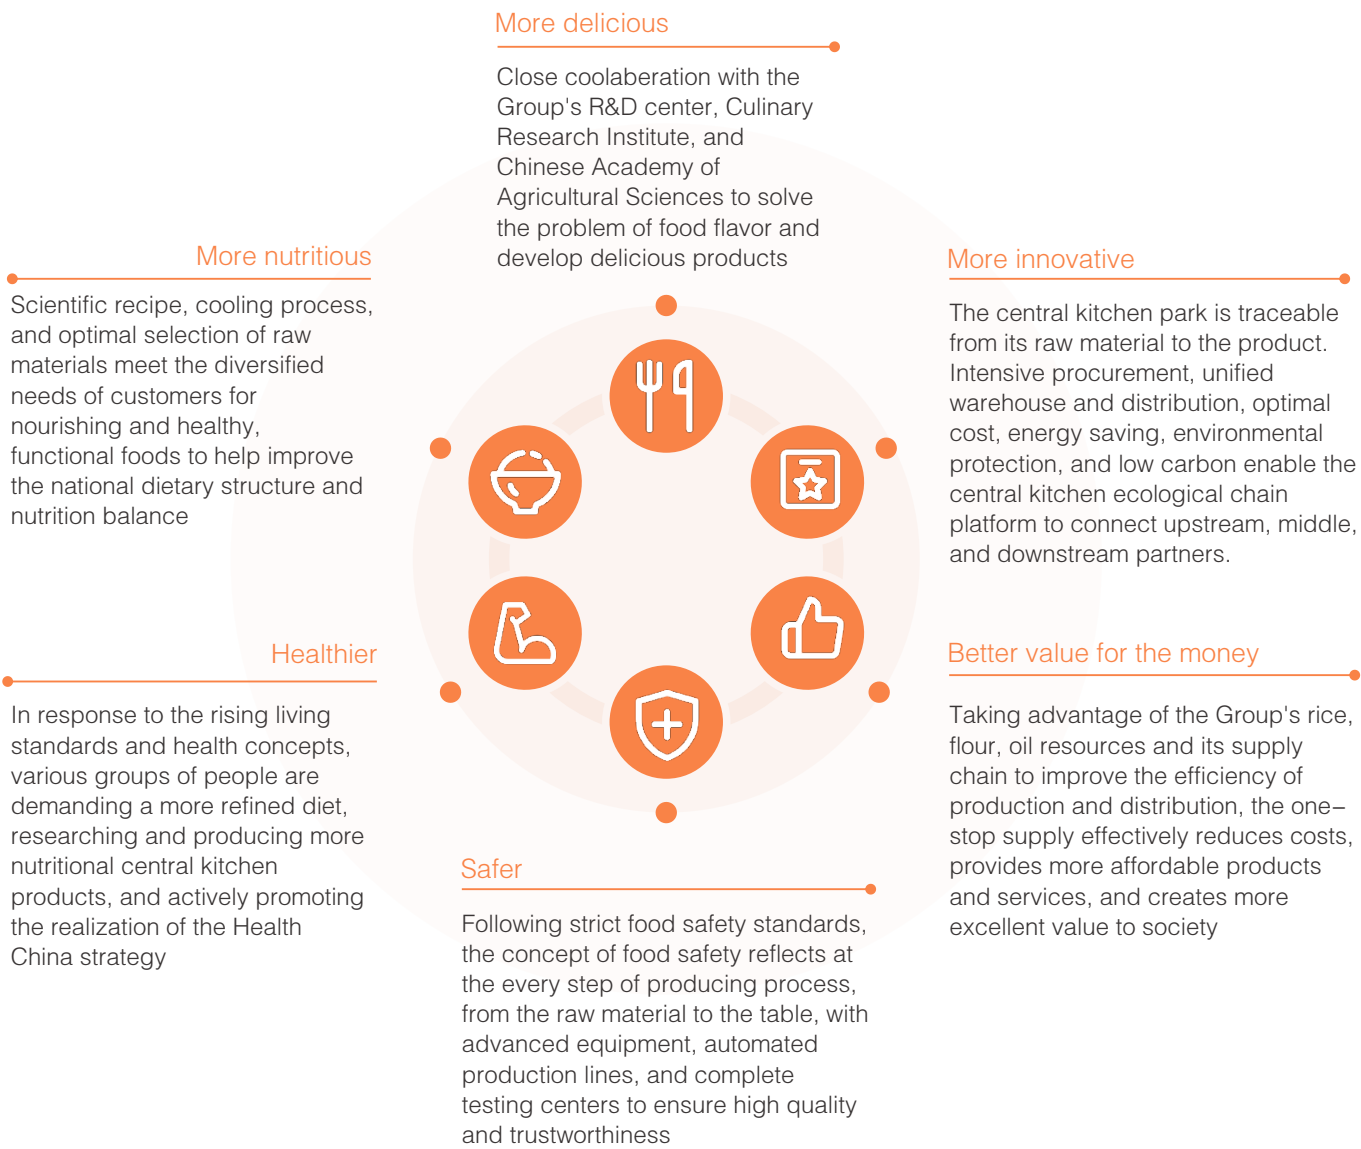 More delicious
Close coolaberation with the
Group's R&D center, Culinary
Research Institute, and
Chinese Academy of
Agricultural Sciences to solve
the problem of food flavor and
develop delicious products
More nutritious
Scientific recipe, cooling process,
and optimal selection of raw
materials meet the diversified
needs of customers for
nourishing and healthy,
functional foods to help improve
the national dietary structure and
nutrition balance
More innovative
The central kitchen park is traceable
from its raw material to the product.
Intensive procurement, unified
warehouse and distribution, optimal
cost, energy saving, environmental
protection, and low carbon enable the
central kitchen ecological chain
platform to connect upstream, middle,
and downstream partners.
Healthier
In response to the rising living
standards and health concepts,
various groups of people are
demanding a more refined diet,
researching and producing more
nutritional central kitchen
products, and actively promoting
the realization of the Health
China strategy
Better value for the money
Taking advantage of the Group's rice,
flour, oil resources and its supply
chain to improve the efficiency of
production and distribution, the one–
stop supply effectively reduces costs,
provides more affordable products
and services, and creates more
excellent value to society
Safer
Following strict food safety standards,
the concept of food safety reflects at
the every step of producing process,
from the raw material to the table, with
advanced equipment, automated
production lines, and complete
testing centers to ensure high quality
and trustworthiness